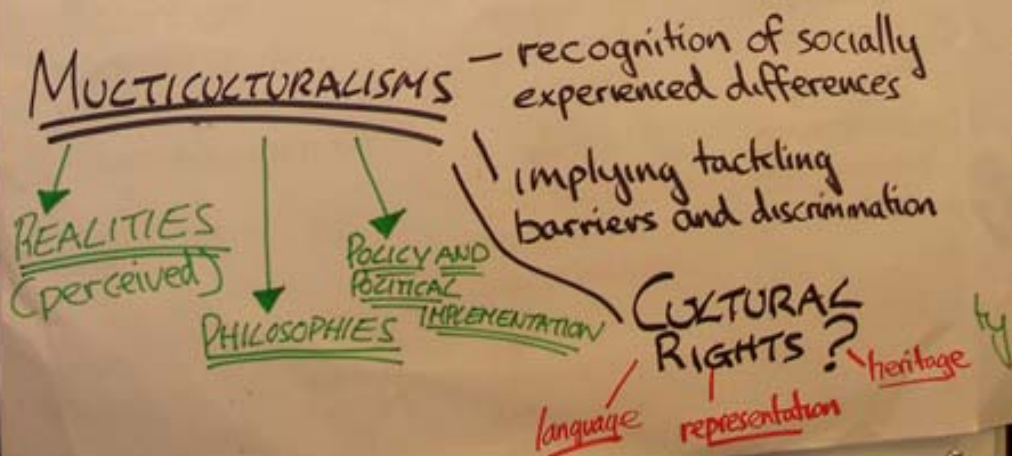 MULTICULTURALISMS
– recognition of socially
experienced differences
implying tackling
barriers and discrimination
REALITIES
(perceived)
PHILOSOPHIES
POLICY AND
POLITICAL
IMPLEMENTATION
CULTURAL
RIGHTS?
language
representation
heritage
ty